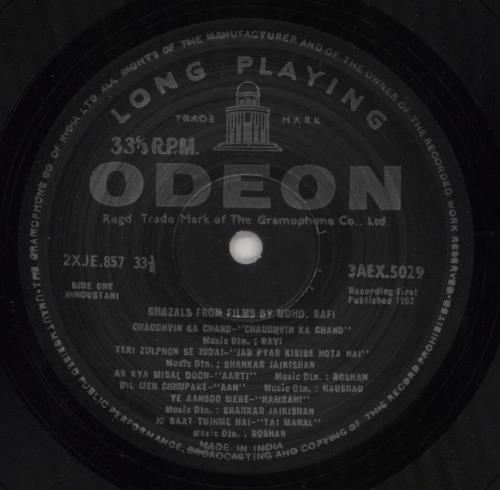 MADE BY THE GRAMOPHONE CO. OF INDIA LTD. ALL RIGHTS OF THE MANUFACTURER AND OF THE OWNER OF THE RECORDED WORK RESERVED
UNAUTHORISED PUBLIC PERFORMANCE, BROADCASTING AND COPYING OF THIS RECORD PROHIBITED
LONG PLAYING
TRADE MARK
33⅓ R.P.M.
ODEON
Regd. Trade Mark of The Gramophone Co., Ltd.
2XJE.857 33⅓
3AEX.5029
SIDE ONE
Recording First
HINDUSTANI
Published 1963
GHAZALS FROM FILMS BY MOHD. RAFI
CHAUDHVIN KA CHAND-"CHAUDHVIN KA CHAND"
Music Dtn. : RAVI
TERI ZULPHON SE JUDAI-"JAB PYAR KISISE HOTA HAI"
Music Dtn. : SHANKAR JAIKISHAN
AB KYA MISAL DOON-"AARTI" Music Dtn. : ROSHAN
DIL MEN CHHUPAKE-"AAN" Music Dtn. : NAUSHAD
YE AANSOO MERE-"HAMRAHI"
Music Dtn. : SHANKAR JAIKISHAN
JO BAAT TUJHME HAI-"TAJ MAHAL"
Music Dtn. : ROSHAN
MADE IN INDIA